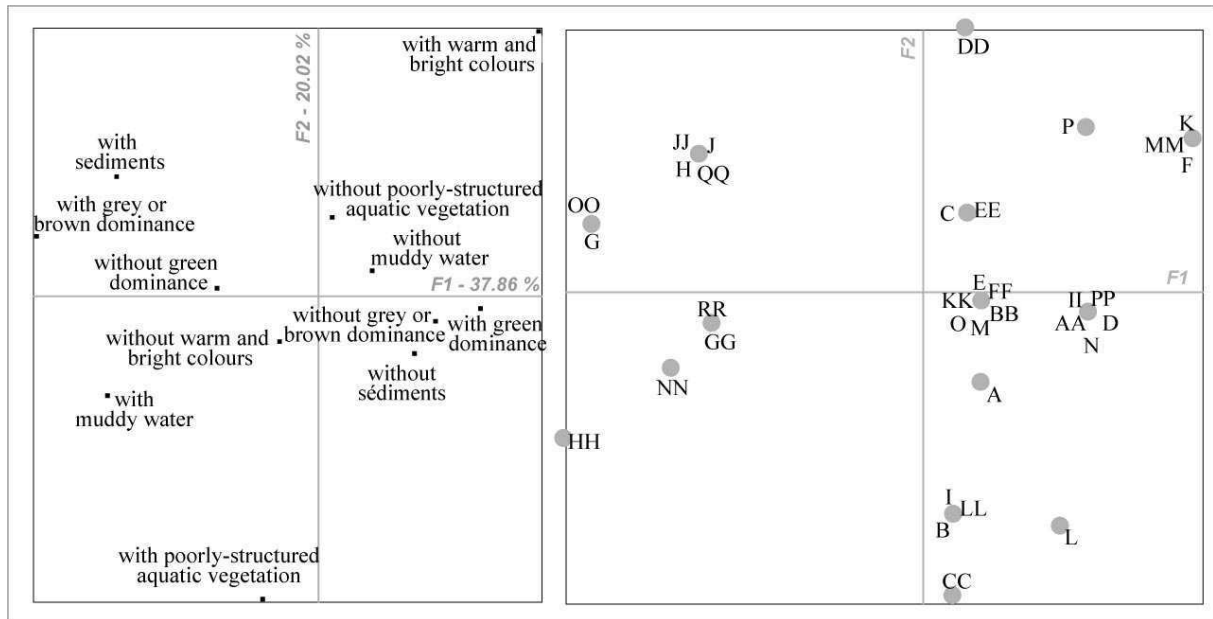 with warm and
bright colours
F2 - 20.02 %
with
sediments
without poorly-structured
aquatic vegetation
with grey or
brown dominance
without
muddy water
without green
dominance
F1 - 37.86 %
without grey or
brown dominance
with green
dominance
without warm and
bright colours
without
sédiments
with
muddy water
with poorly-structured
aquatic vegetation
F2
DD
P
K
MM
F
JJ J
H QQ
C EE
OO
G
F1
E
KK FF
BB
O M
II PP
AA D
N
RR
GG
NN
A
HH
I
LL
B
L
CC